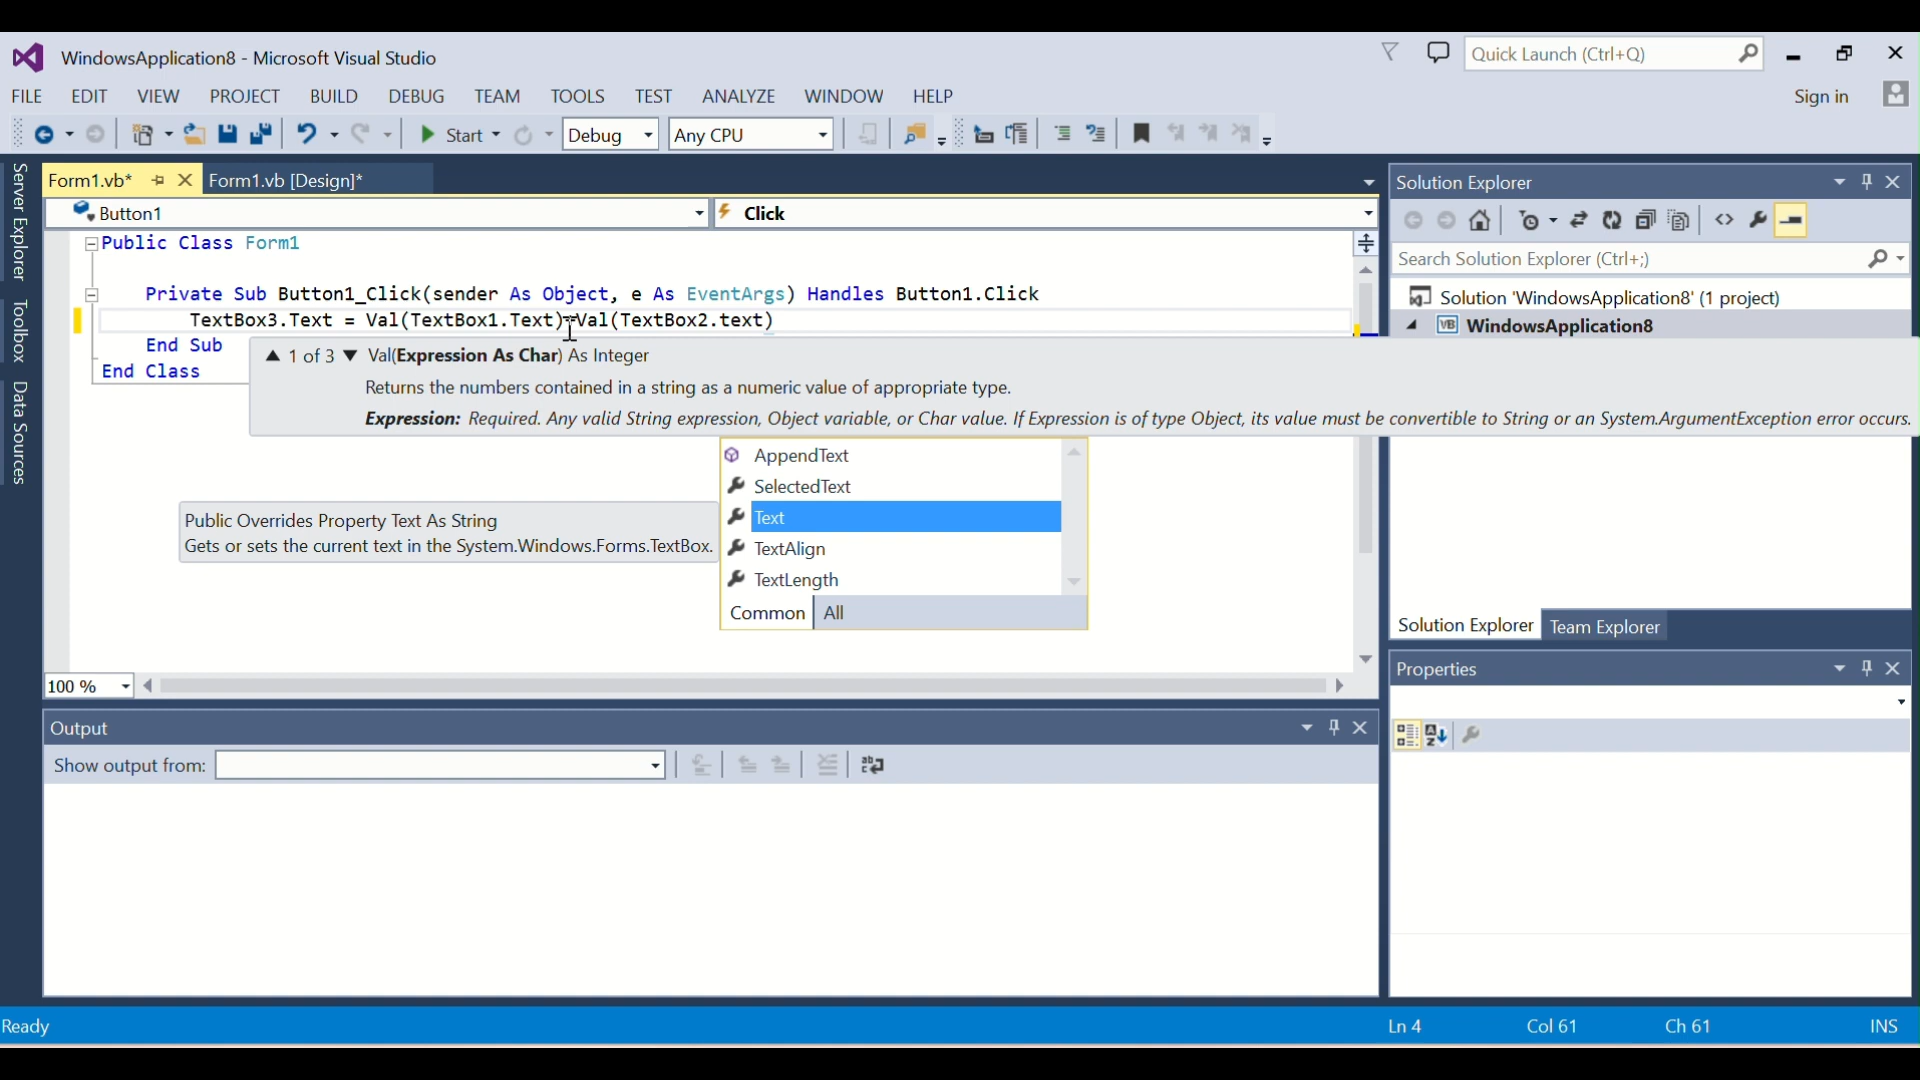 WindowsApplication8 - Microsoft Visual Studio
Quick Launch (Ctrl+Q)
FILE EDIT VIEW PROJECT BUILD DEBUG TEAM TOOLS TEST ANALYZE WINDOW HELP
Sign in
Start Debug Any CPU
Server Explorer
Toolbox
Data Sources
Form1.vb* Form1.vb [Design]*
Button1 Click
Public Class Form1
Private Sub Button1_Click(sender As Object, e As EventArgs) Handles Button1.Click
TextBox3.Text = Val(TextBox1.Text) Val(TextBox2.text)
End Sub
End Class
1 of 3 Val(Expression As Char) As Integer
Returns the numbers contained in a string as a numeric value of appropriate type.
Expression: Required. Any valid String expression, Object variable, or Char value. If Expression is of type Object, its value must be convertible to String or an System.ArgumentException error occurs.
AppendText
SelectedText
Text
TextAlign
TextLength
Common All
Public Overrides Property Text As String
Gets or sets the current text in the System.Windows.Forms.TextBox.
100 %
Output
Show output from:
Solution Explorer
Search Solution Explorer (Ctrl+;)
Solution 'WindowsApplication8' (1 project)
WindowsApplication8
Solution Explorer Team Explorer
Properties
Ready Ln 4 Col 61 Ch 61 INS